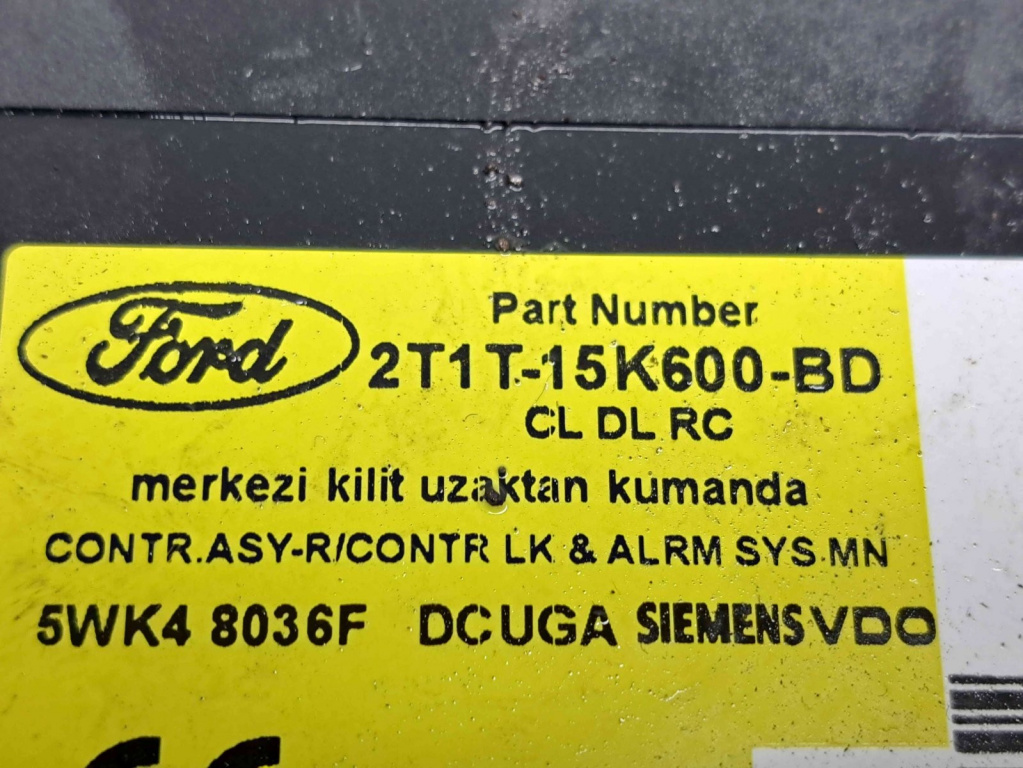 Ford
Part Number
2T1T-15K600-BD
CL DL RC
merkezi kilit uzaktan kumanda
CONTR.ASY-R/CONTR LK & ALRM SYS.MN
5WK4 8036F DCUGA SIEMENS VDO